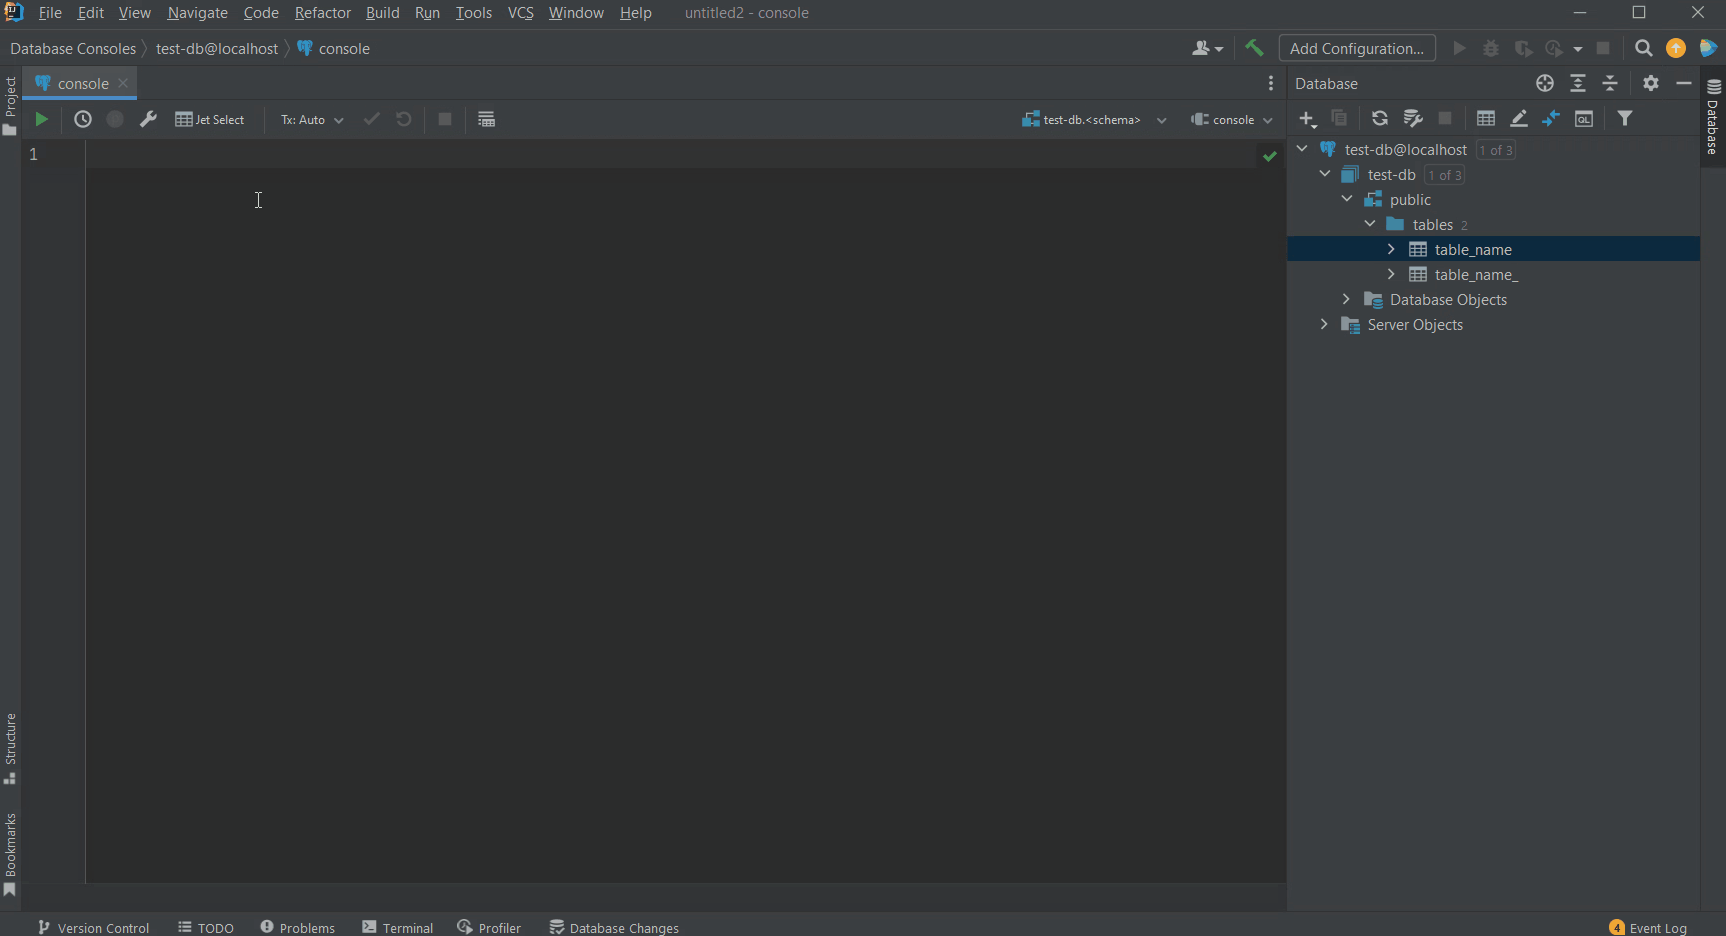 File Edit View Navigate Code Refactor Build Run Tools VCS Window Help untitled2 - console
Database Consoles test-db@localhost console Add Configuration...
Project
console
Database
Jet Select Tx: Auto test-db.<schema> console
QL
Database
1
test-db@localhost 1 of 3
test-db 1 of 3
public
tables 2
table_name
table_name_
Database Objects
Server Objects
Structure
Bookmarks
Version Control TODO Problems Terminal Profiler Database Changes 4 Event Log